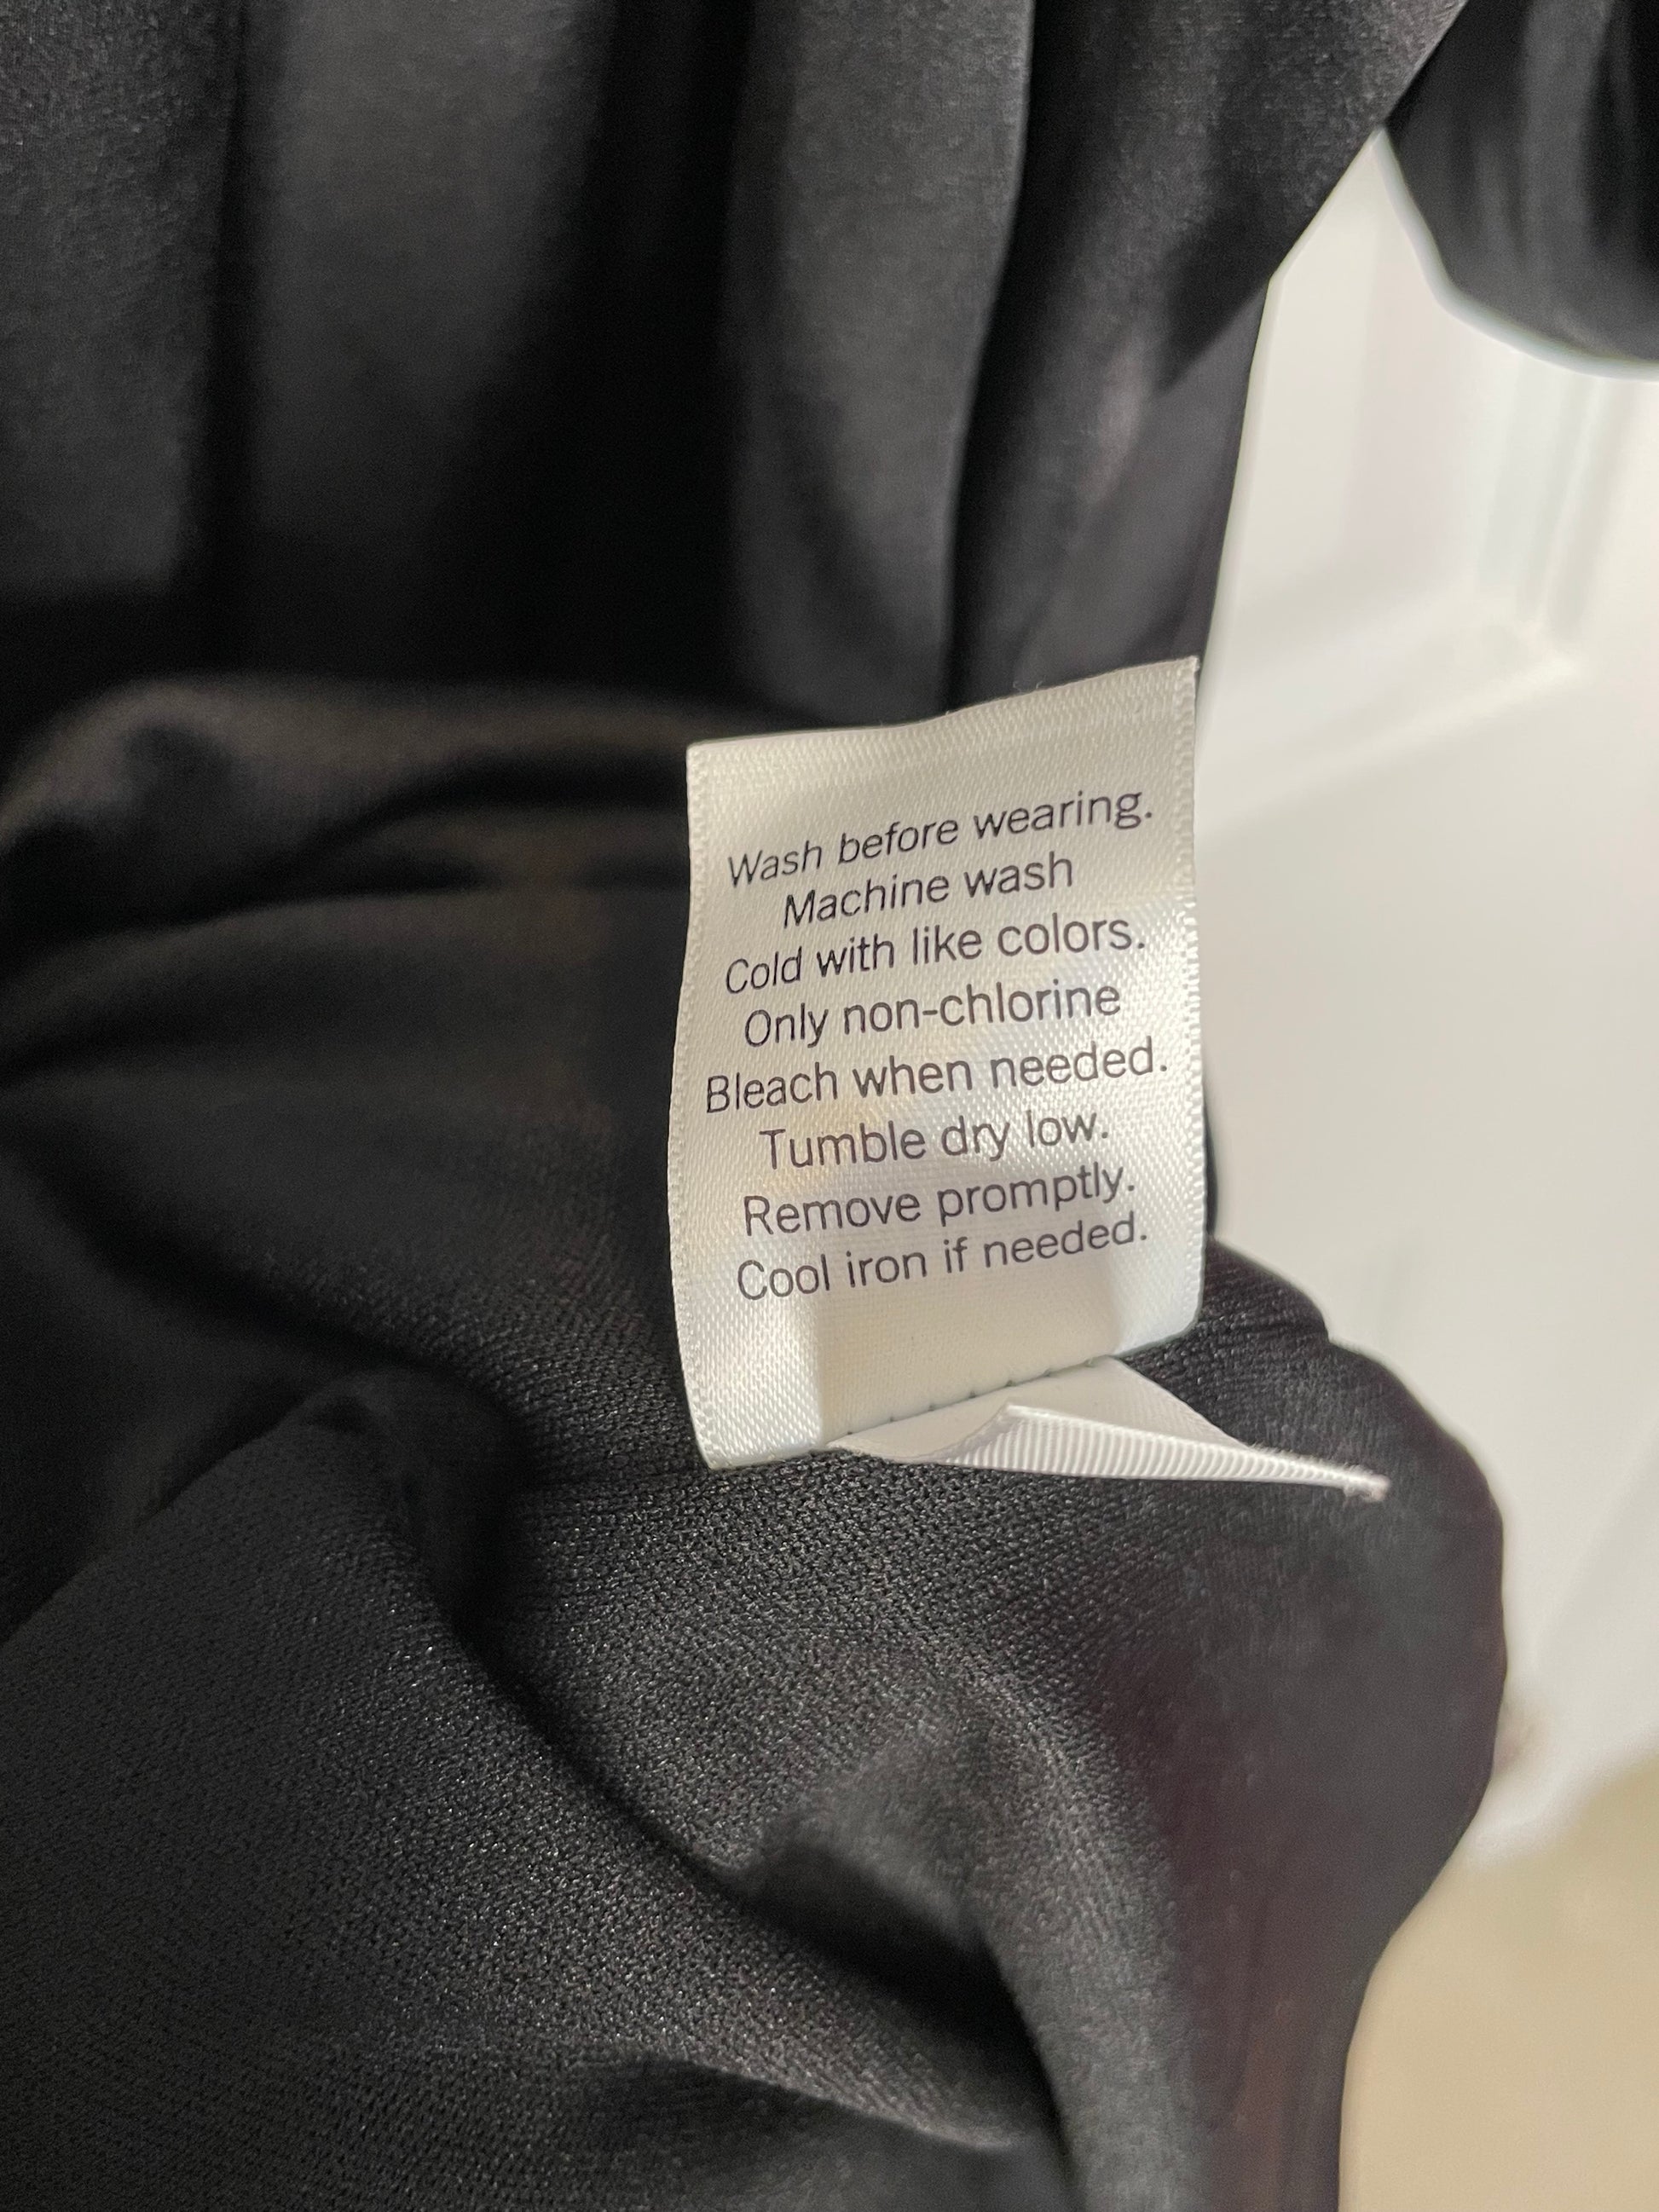 Wash before wearing.
Machine wash
Cold with like colors.
Only non-chlorine
Bleach when needed.
Tumble dry low.
Remove promptly.
Cool iron if needed.